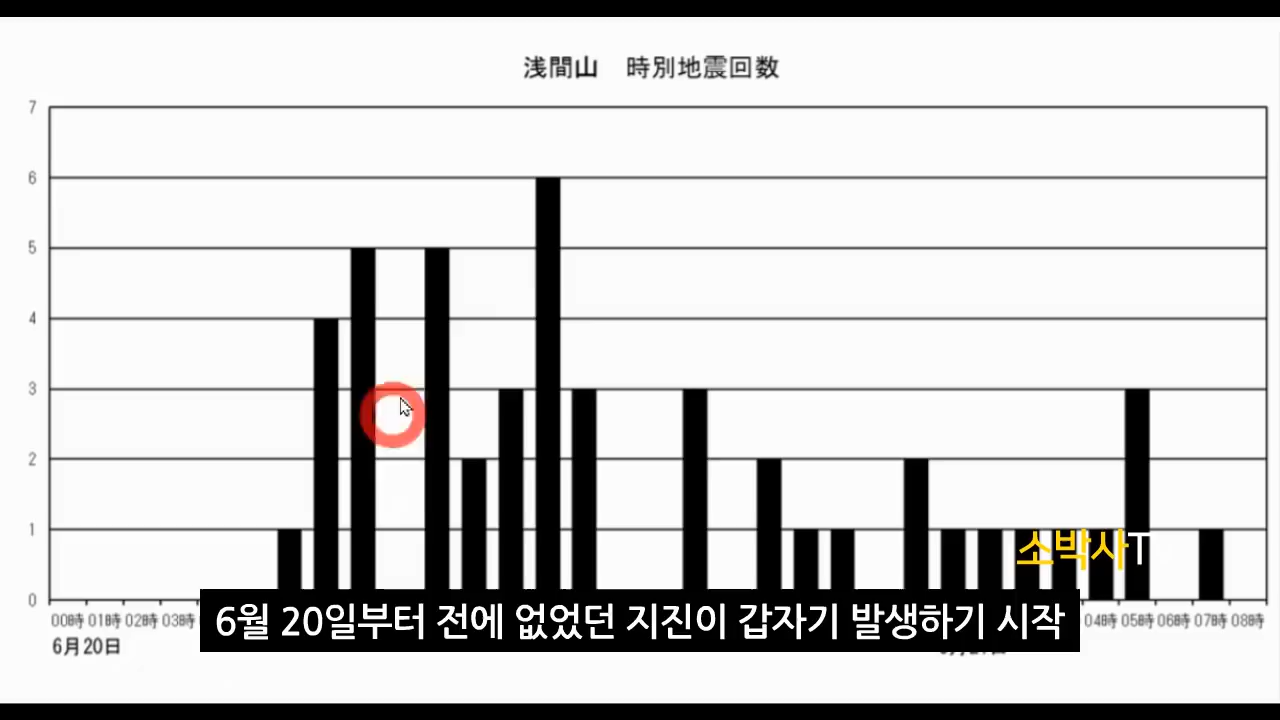 浅間山　時別地震回数
7
6
5
4
3
2
1
0
소박사T
00時 01時 02時 03時
04時 05時 06時 07時 08時
6月20日
6월 20일부터 전에 없었던 지진이 갑자기 발생하기 시작